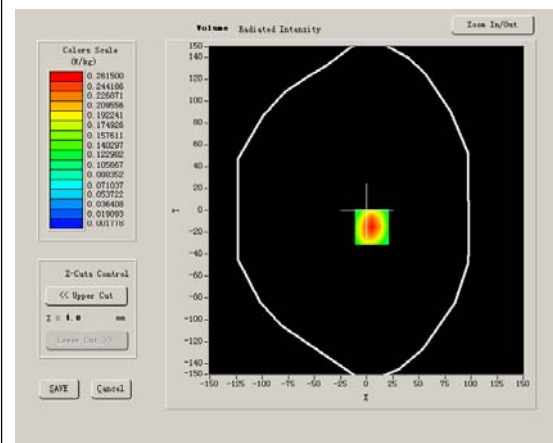 Volume Radiated Intensity
Zoom In/Out
Colors Scale
(W/kg)
0.261500
0.244186
0.226871
0.209556
0.192241
0.174926
0.157611
0.140297
0.122982
0.105667
0.088352
0.071037
0.053722
0.036408
0.019093
0.001778
Z-Cuts Control
<< Upper Cut
Z = 4.0 mm
Lower Cut >>
SAVE
Cancel
150
140
120
100
80
60
40
20
0
-20
-40
-60
-80
-100
-120
-140
-150
Y
-150 -125 -100 -75 -50 -25 0 25 50 75 100 125 150
X